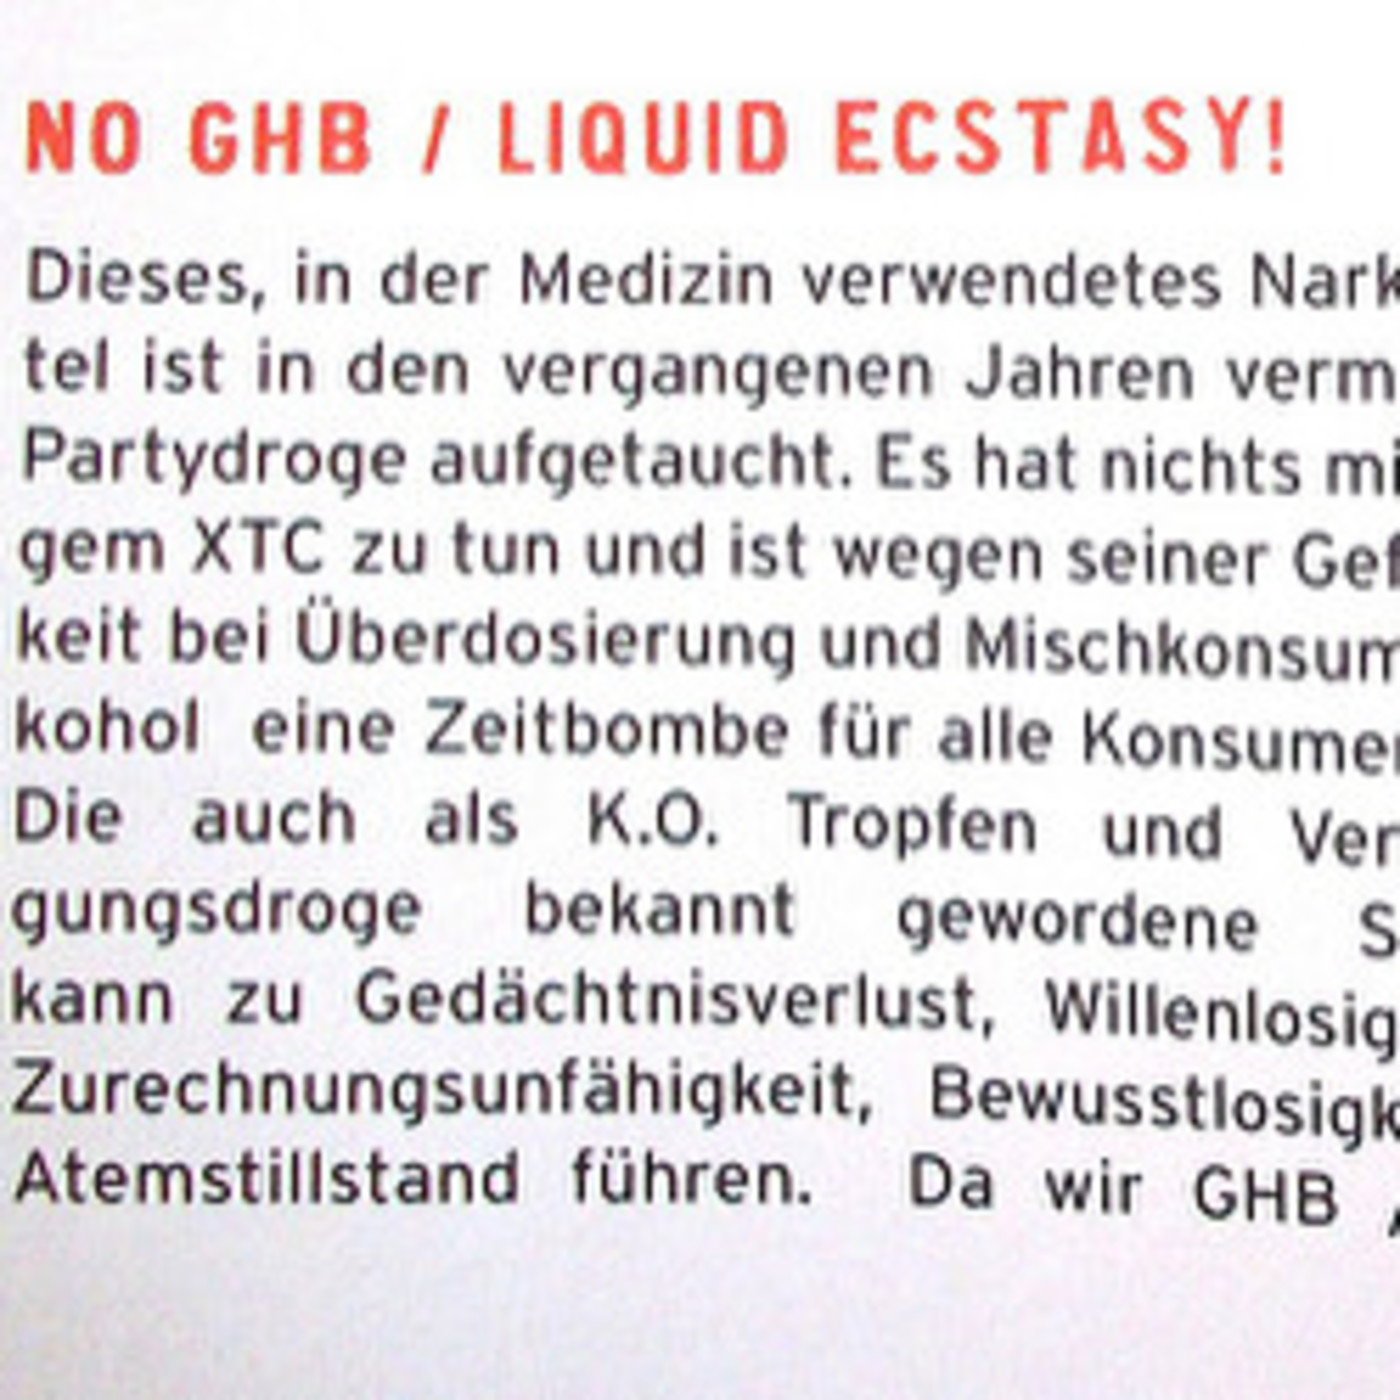 NO GHB / LIQUID ECSTASY!
Dieses, in der Medizin verwendetes Nark
tel ist in den vergangenen Jahren verm
Partydroge aufgetaucht. Es hat nichts mi
gem XTC zu tun und ist wegen seiner Gef
keit bei Überdosierung und Mischkonsum
kohol eine Zeitbombe für alle Konsumen
Die auch als K.O. Tropfen und Ver
gungsdroge bekannt gewordene S
kann zu Gedächtnisverlust, Willenlosig
Zurechnungsunfähigkeit, Bewusstlosigk
Atemstillstand führen. Da wir GHB